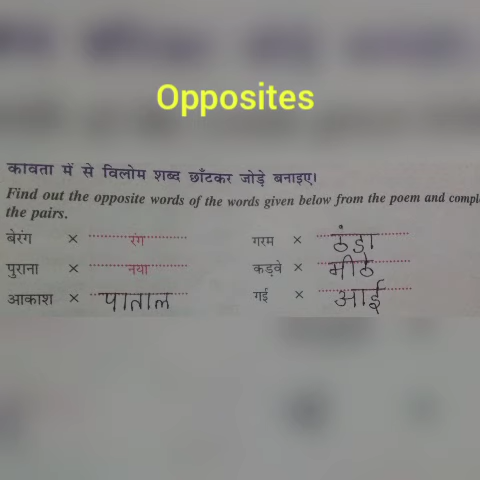 Opposites
कविता में से विलोम शब्द छाँटकर जोड़े बनाइए।
Find out the opposite words of the words given below from the poem and compl
the pairs.
बेरंग × रंग गरम × ठंडा
पुराना × नया कड़वे × मीठे
आकाश × पाताल गई × आई